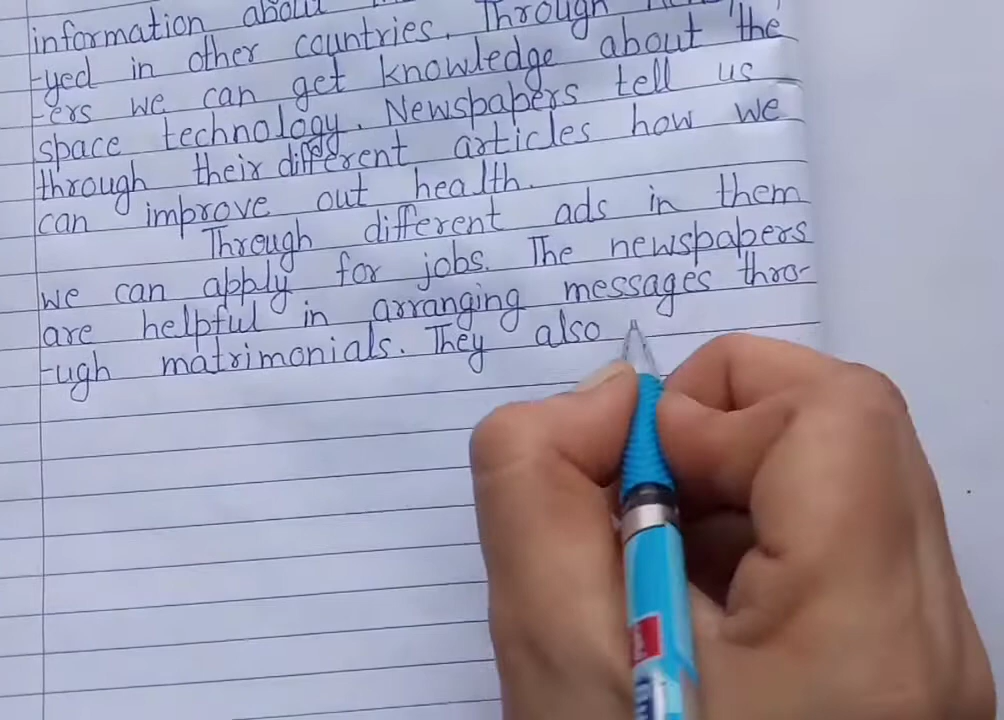 information about
-yed in other countries. Through
-ers we can get knowledge about the
space technology. Newspapers tell us
through their different articles how we
can improve out health.
Through different ads in them
we can apply for jobs. The newspapers
are helpful in arranging messages thro-
-ugh matrimonials. They also